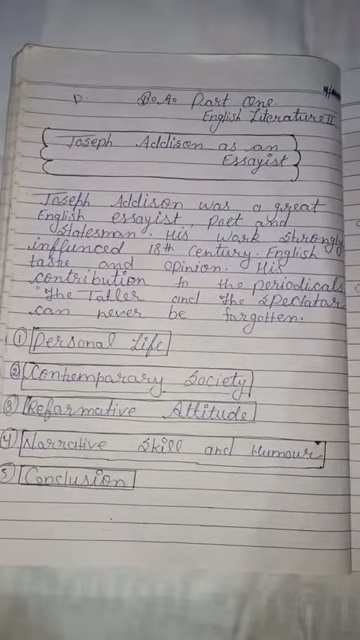 B.A. Part One
English Literature II
Joseph Addison as an
Essayist
Joseph Addison was a great
English essayist, Poet and
Statesman. His work strongly
influnced 18th Century English
taste and opinion. His
contribution to the periodicals
"The Tatler and The Spectator
can never be fargotten.
① Personal Life
② Contemparary Society
③ Reformative Attitude
④ Narrative Skill and Humour
⑤ Conclusion